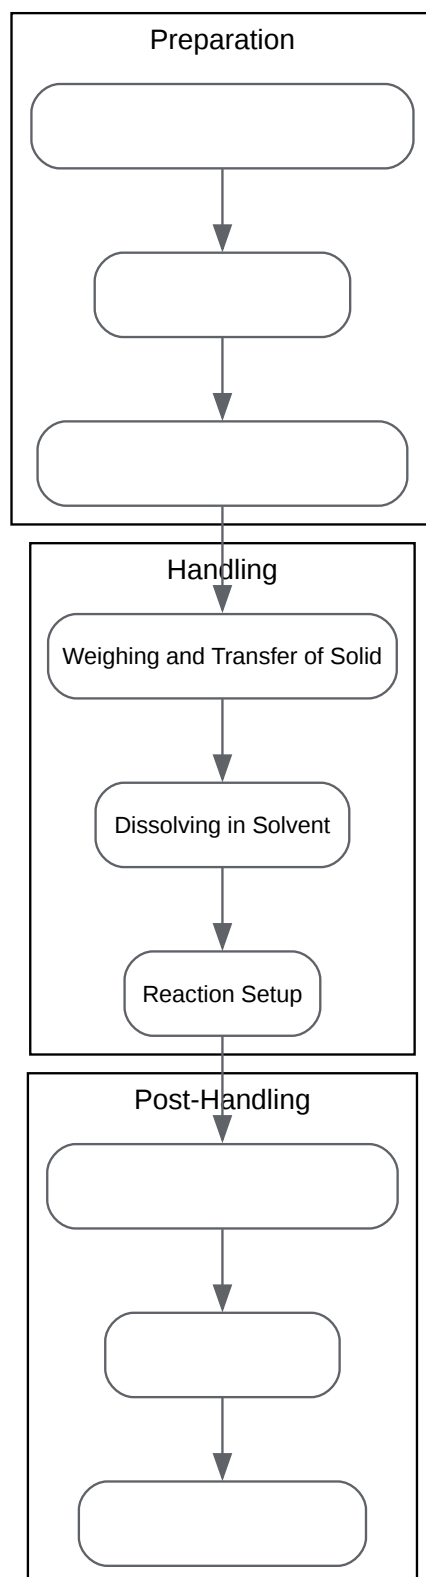 Preparation
Handling
Weighing and Transfer of Solid
Dissolving in Solvent
Reaction Setup
Post-Handling